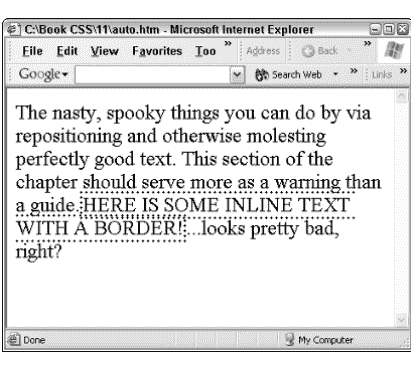 C:\Book CSS\11\auto.htm - Microsoft Internet Explorer
File Edit View Favorites Too » Address Back »
Google Search Web » Links »
The nasty, spooky things you can do by via
repositioning and otherwise molesting
perfectly good text. This section of the
chapter should serve more as a warning than
a guide. HERE IS SOME INLINE TEXT
WITH A BORDER! ...looks pretty bad,
right?
Done My Computer